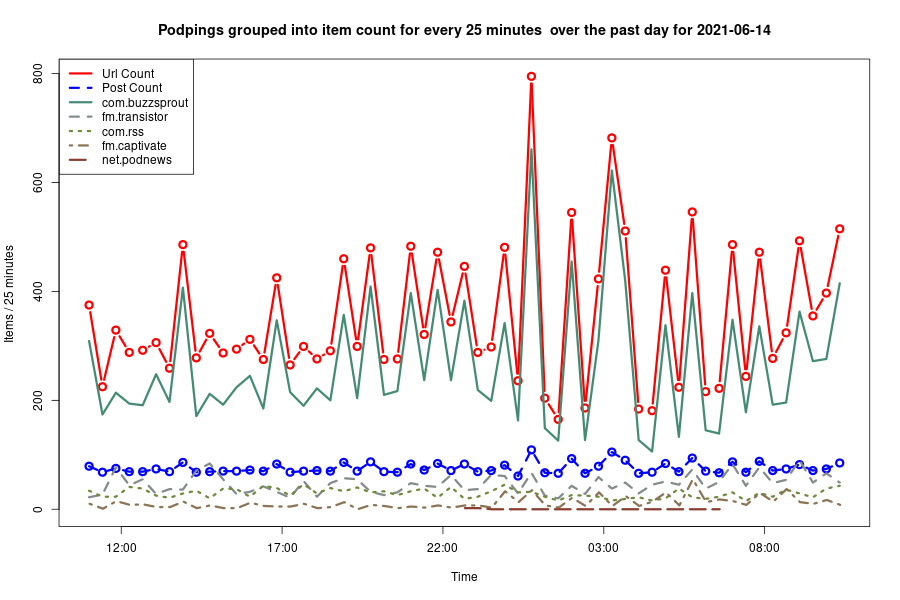 Podpings grouped into item count for every 25 minutes  over the past day for 2021-06-14
Url Count
Post Count
com.buzzsprout
fm.transistor
com.rss
fm.captivate
net.podnews
Items / 25 minutes
800
600
400
200
0
12:00
17:00
22:00
03:00
08:00
Time